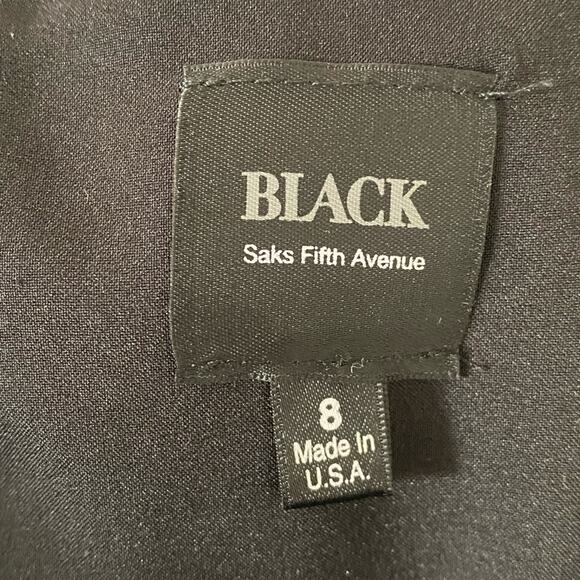 BLACK
Saks Fifth Avenue
8
Made In
U.S.A.